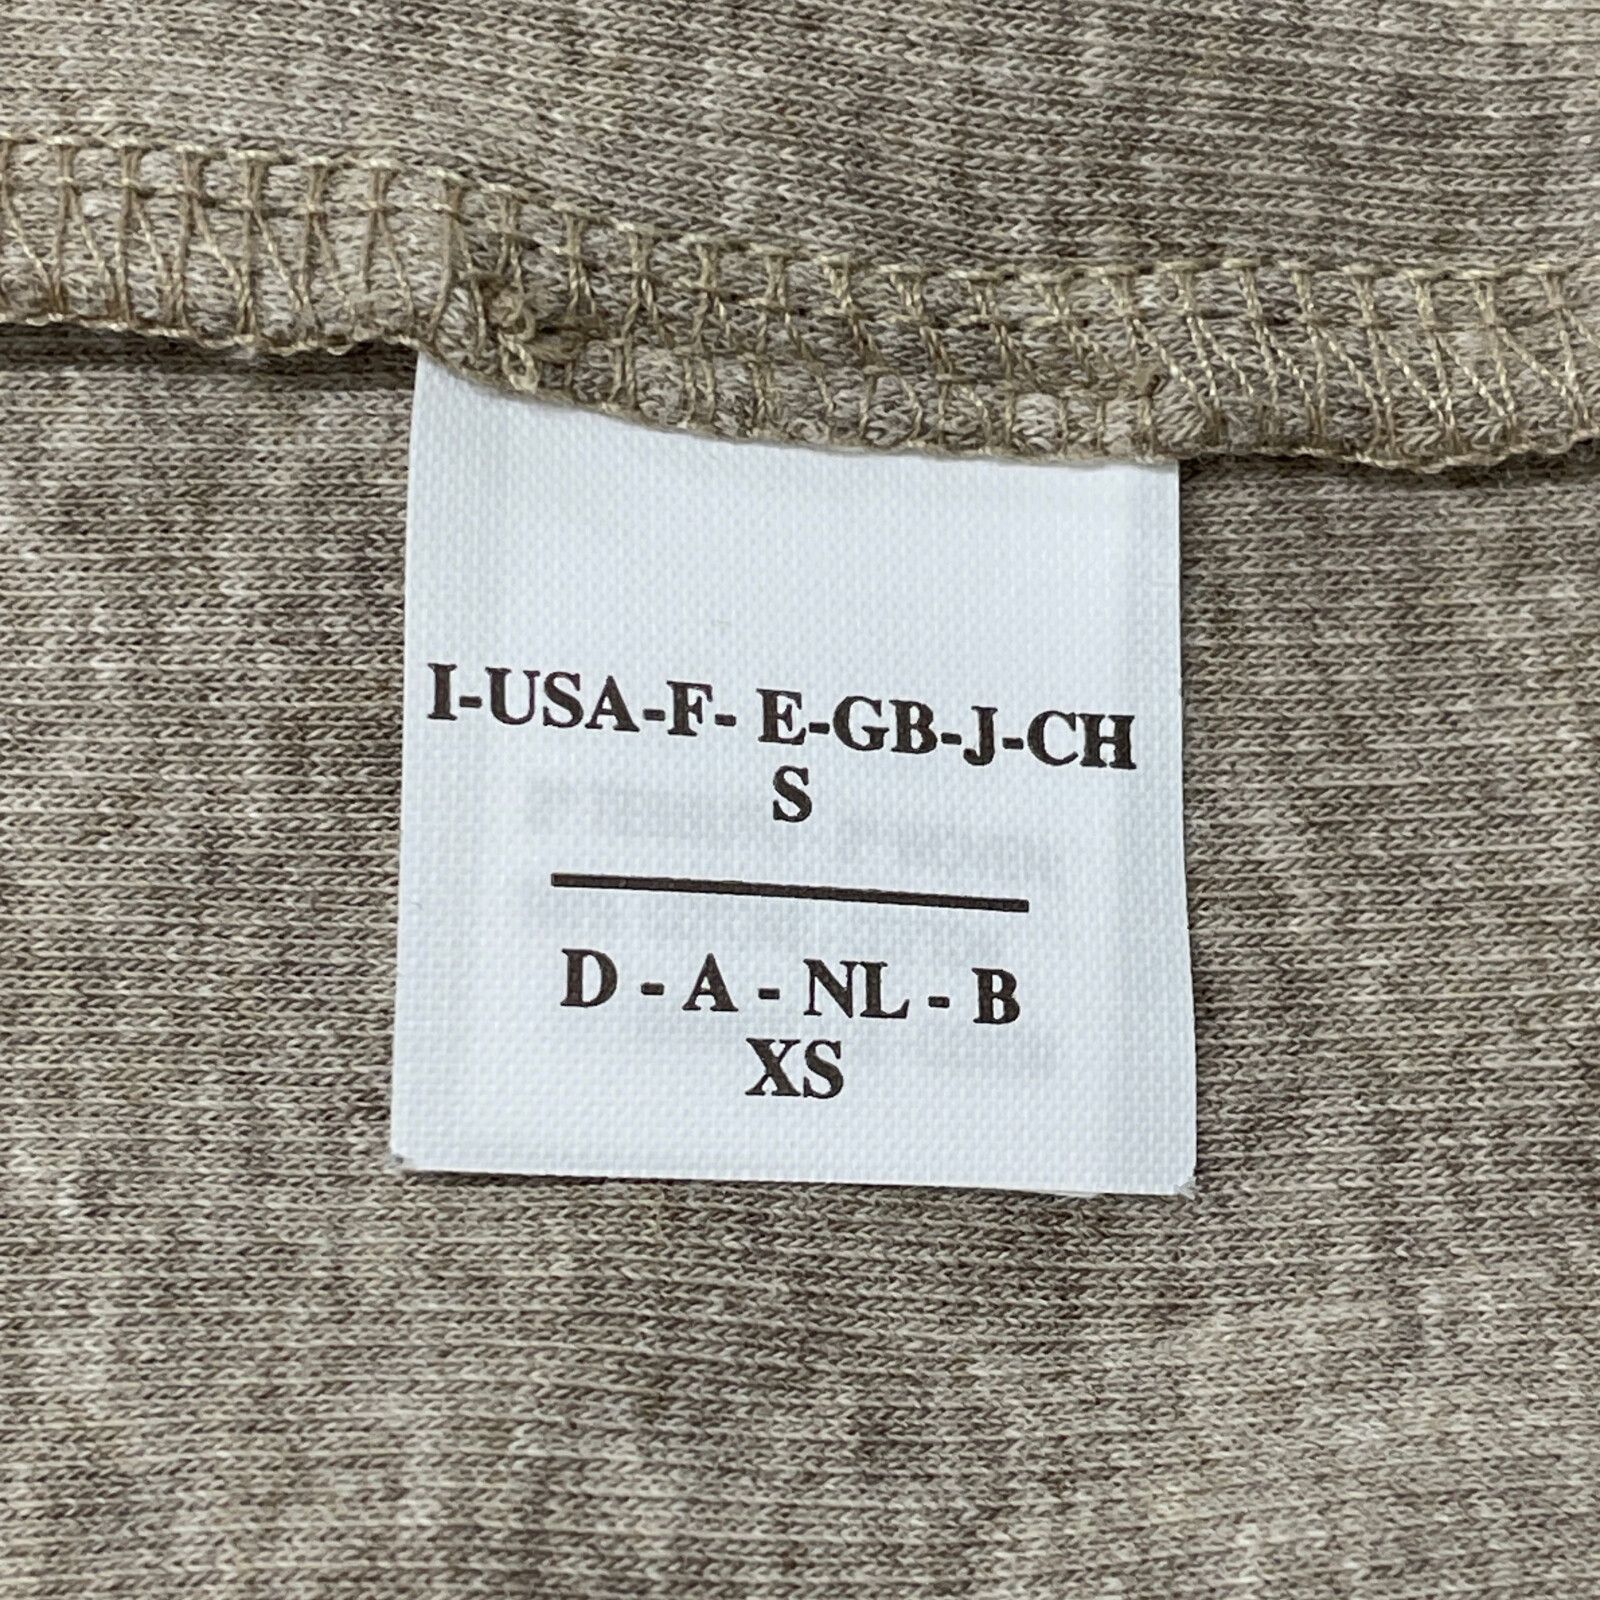 I-USA-F- E-GB-J-CH
S
D - A - NL - B
XS